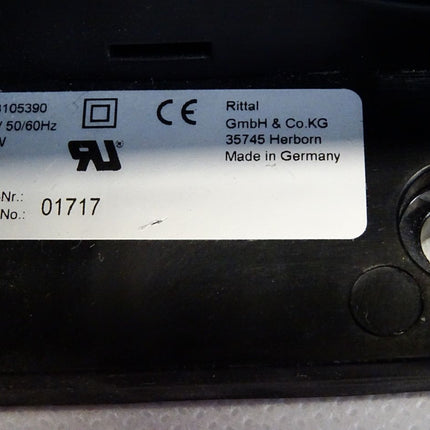 3105390
CE
Rittal
50/60Hz
GmbH & Co.KG
W
35745 Herborn
Made in Germany
Nr.:
No.: 01717